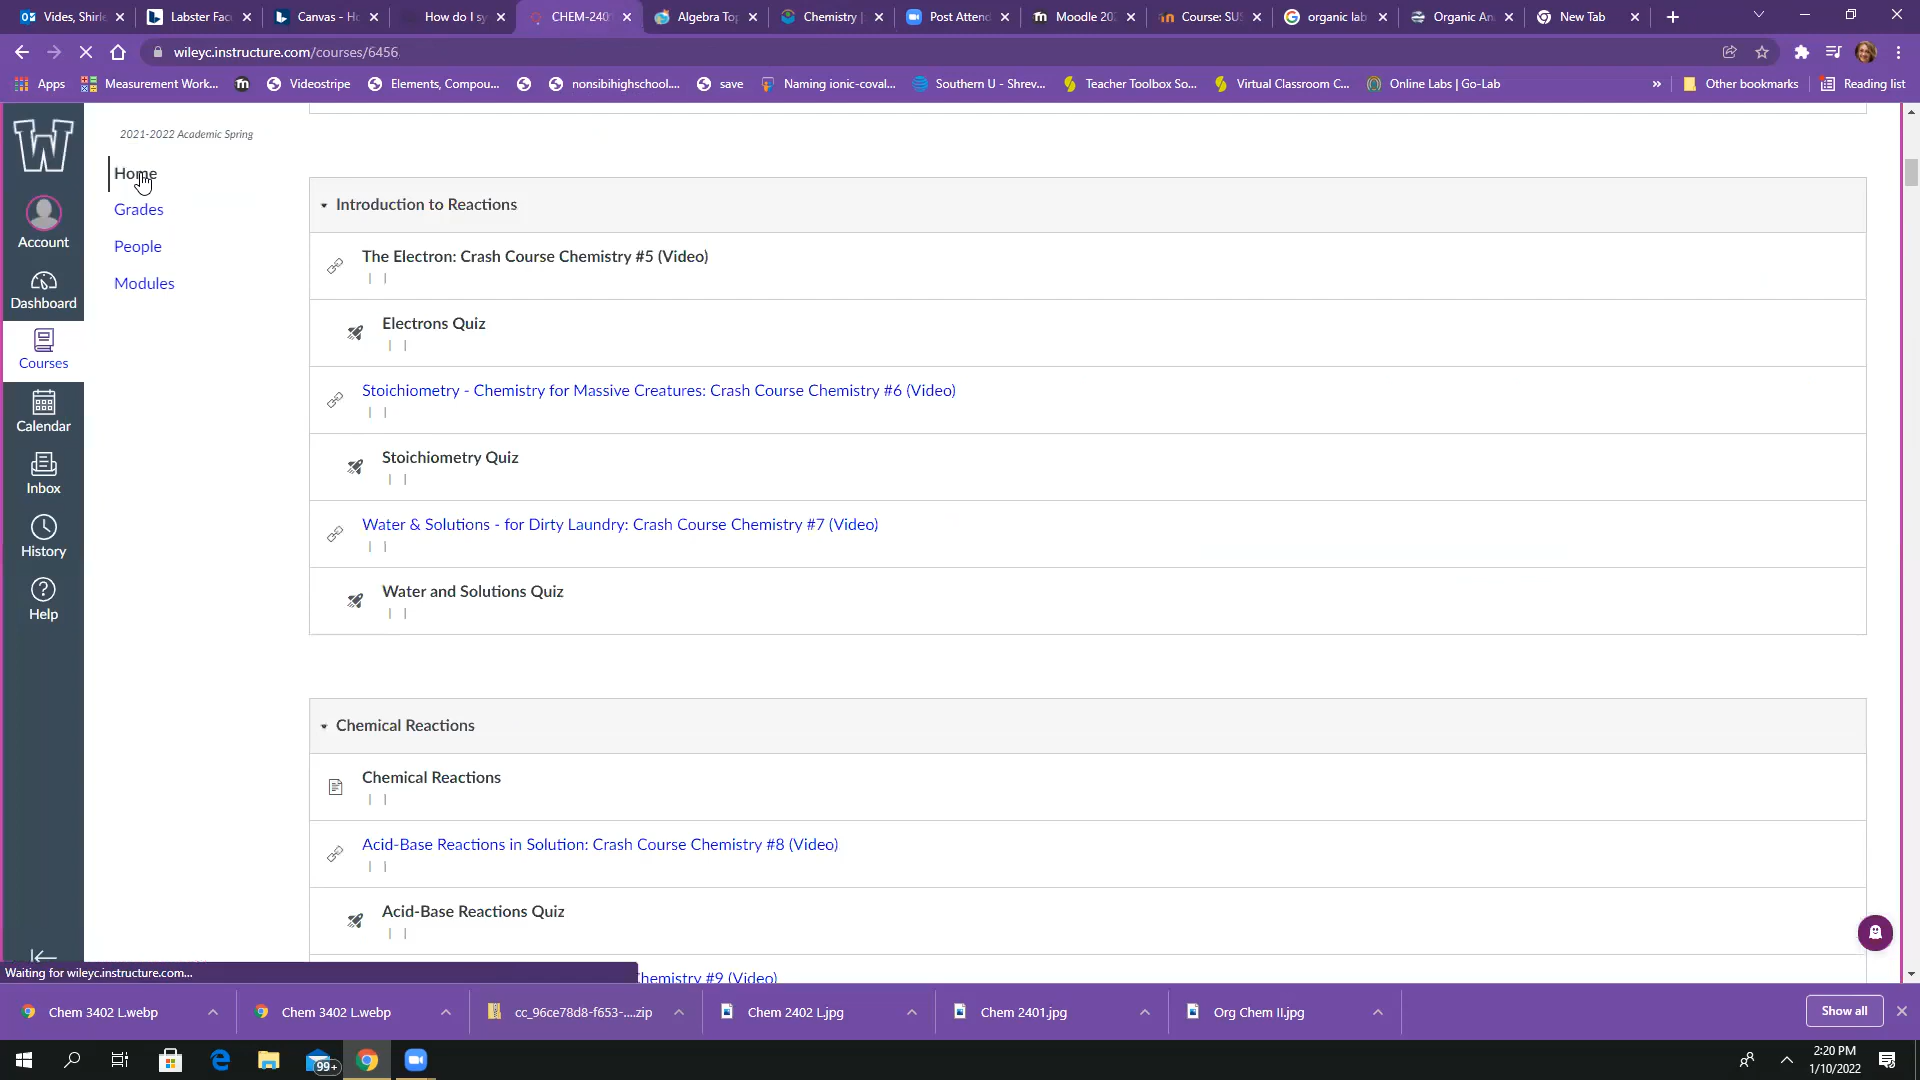 Vides, Shirle
Labster Fac
Canvas - Ho
How do I sy
CHEM-240
Algebra To
Chemistry |
Post Attend
Moodle 20
Course: SUS
organic lab
Organic An
New Tab
wileyc.instructure.com/courses/6456
Apps
Measurement Work...
Videostripe
Elements, Compou...
nonsibihighschool....
save
Naming ionic-coval...
Southern U - Shrev...
Teacher Toolbox So...
Virtual Classroom C...
Online Labs | Go-Lab
»
Other bookmarks
Reading list
W
Account
Dashboard
Courses
Calendar
Inbox
History
Help
2021-2022 Academic Spring
Home
Grades
People
Modules
Introduction to Reactions
The Electron: Crash Course Chemistry #5 (Video)
Electrons Quiz
Stoichiometry - Chemistry for Massive Creatures: Crash Course Chemistry #6 (Video)
Stoichiometry Quiz
Water & Solutions - for Dirty Laundry: Crash Course Chemistry #7 (Video)
Water and Solutions Quiz
Chemical Reactions
Chemical Reactions
Acid-Base Reactions in Solution: Crash Course Chemistry #8 (Video)
Acid-Base Reactions Quiz
hemistry #9 (Video)
Waiting for wileyc.instructure.com...
Chem 3402 L.webp
Chem 3402 L.webp
cc_96ce78d8-f653-....zip
Chem 2402 L.jpg
Chem 2401.jpg
Org Chem II.jpg
Show all
99+
2:20 PM
1/10/2022